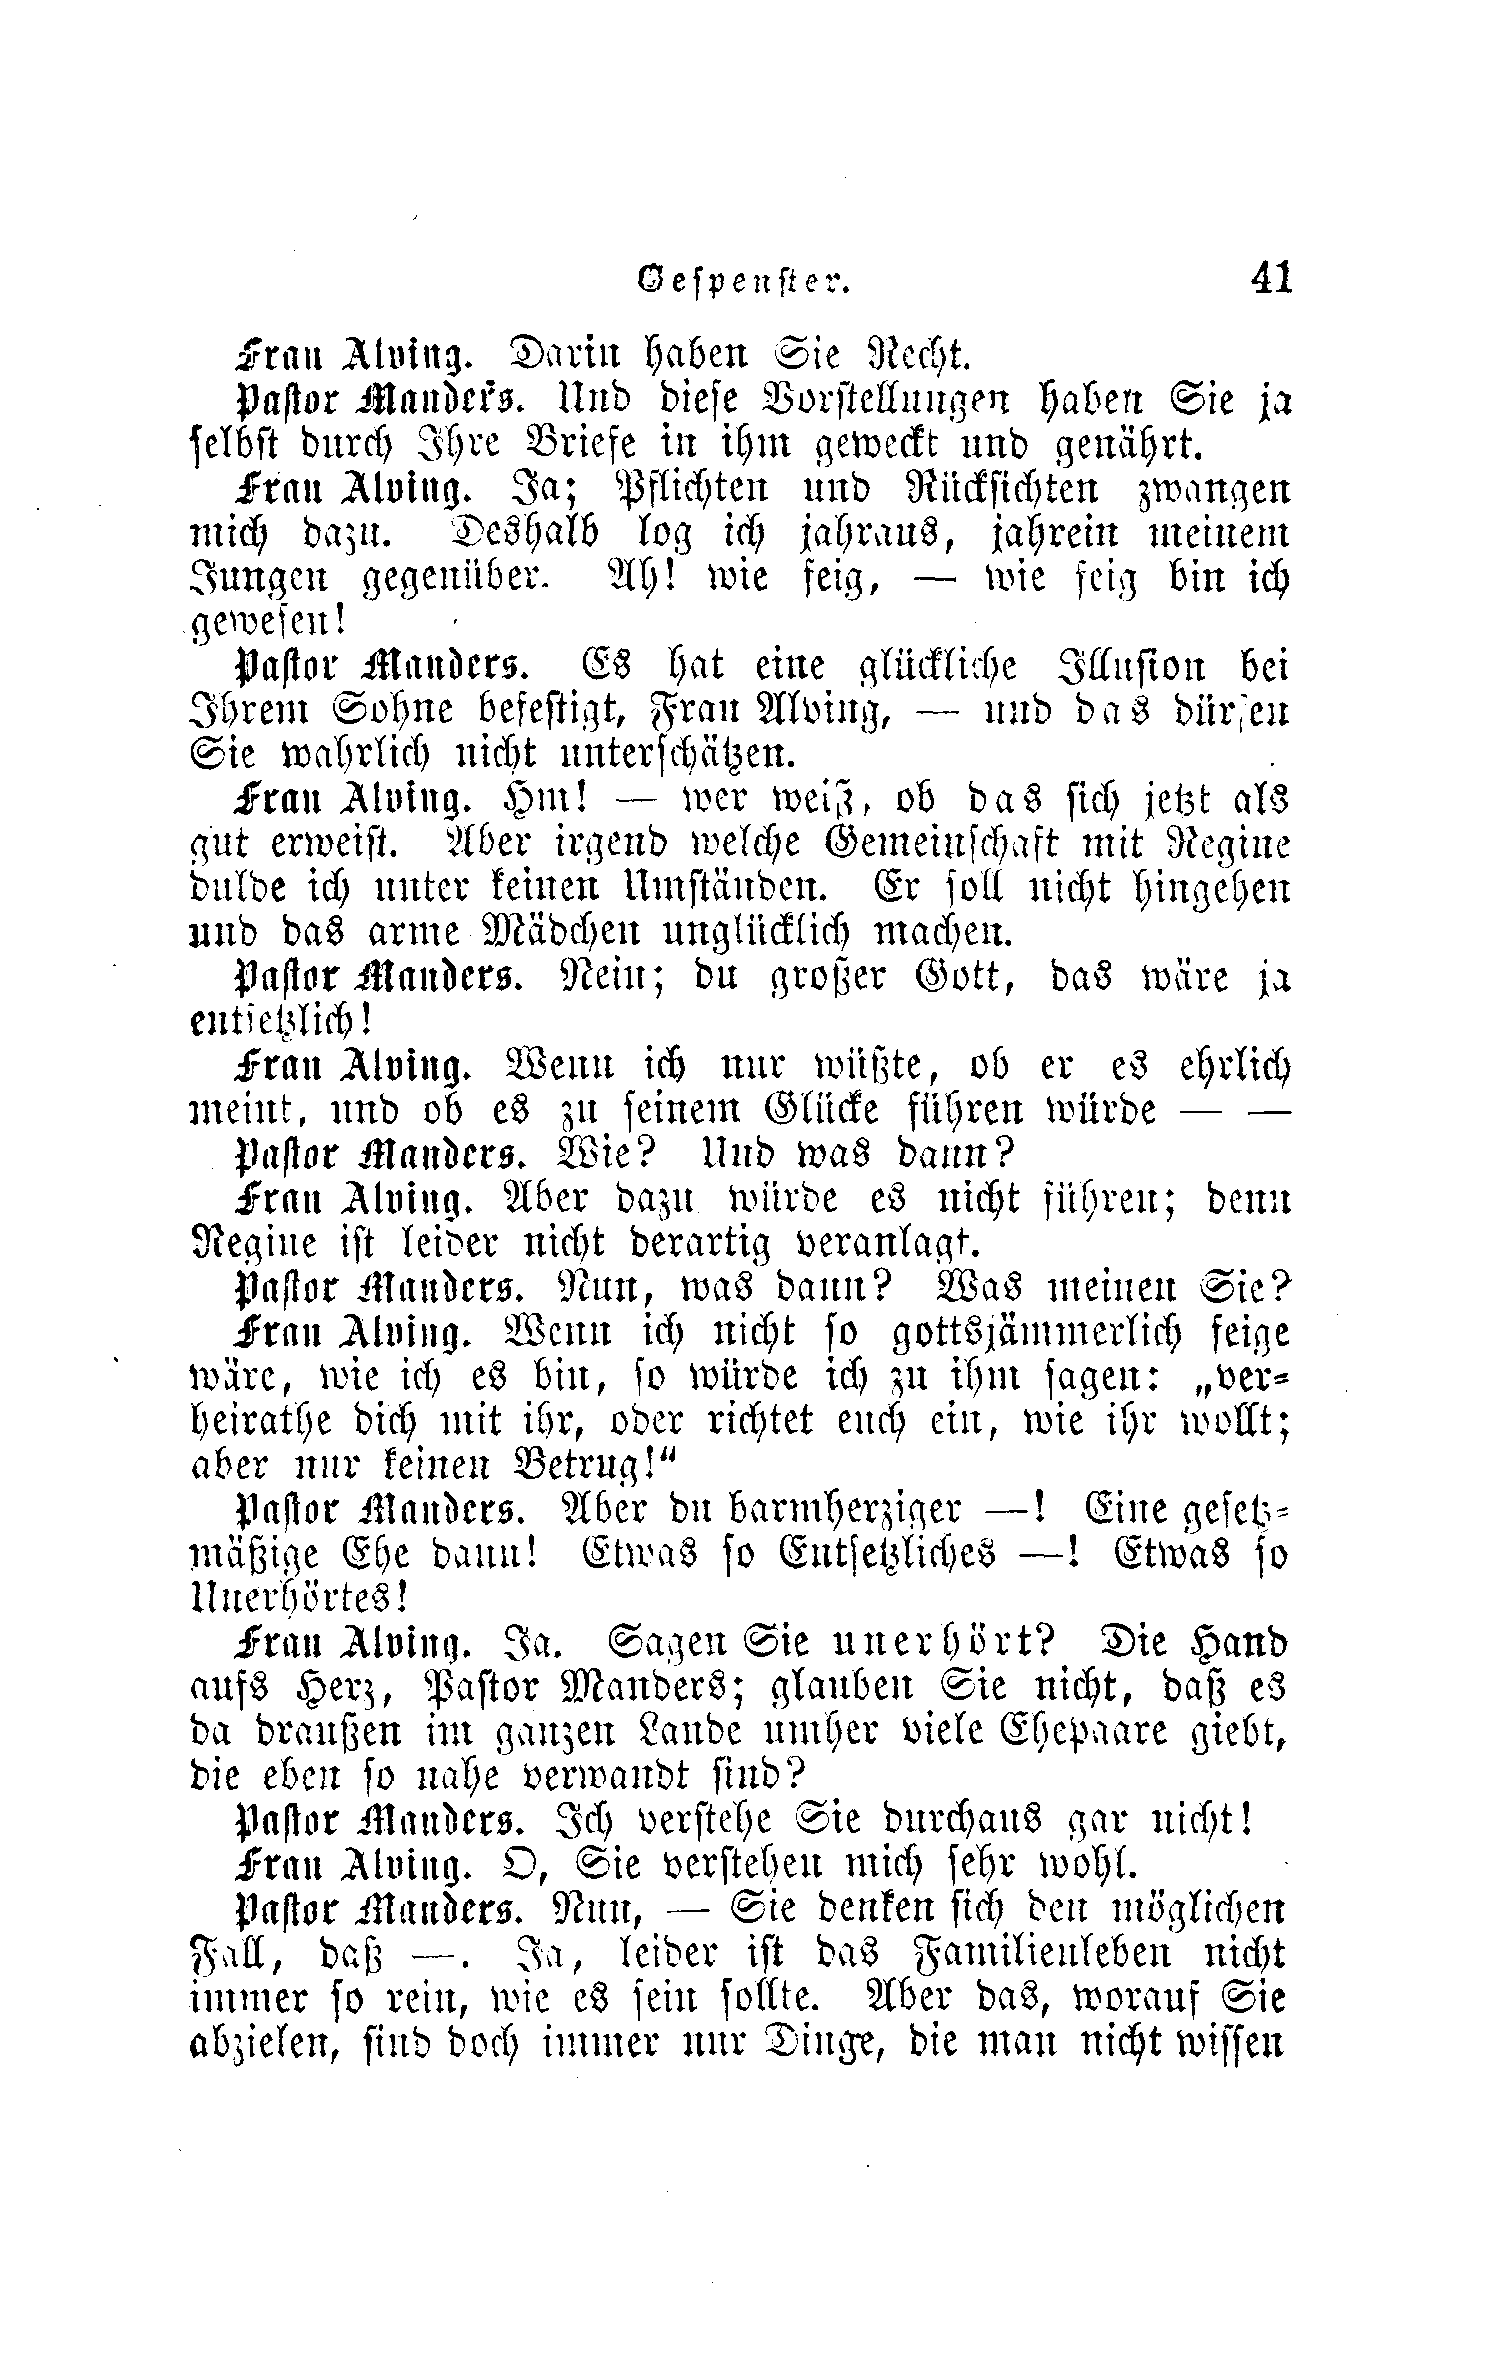 Gespenster. 41
Frau Alving. Darin haben Sie Recht.
Pastor Manders. Und diese Vorstellungen haben Sie ja
selbst durch Ihre Briefe in ihm geweckt und genährt.
Frau Alving. Ja; Pflichten und Rücksichten zwangen
mich dazu. Deshalb log ich jahraus, jahrein meinem
Jungen gegenüber. Ah! wie feig, — wie feig bin ich
gewesen!
Pastor Manders. Es hat eine glückliche Illusion bei
Ihrem Sohne befestigt, Frau Alving, — und das dürfen
Sie wahrlich nicht unterschätzen.
Frau Alving. Hm! — wer weiß, ob das sich jetzt als
gut erweist. Aber irgend welche Gemeinschaft mit Regine
dulde ich unter keinen Umständen. Er soll nicht hingehen
und das arme Mädchen unglücklich machen.
Pastor Manders. Nein; du großer Gott, das wäre ja
entsetzlich!
Frau Alving. Wenn ich nur wüßte, ob er es ehrlich
meint, und ob es zu seinem Glücke führen würde — —
Pastor Manders. Wie? Und was dann?
Frau Alving. Aber dazu würde es nicht führen; denn
Regine ist leider nicht derartig veranlagt.
Pastor Manders. Nun, was dann? Was meinen Sie?
Frau Alving. Wenn ich nicht so gottsjämmerlich feige
wäre, wie ich es bin, so würde ich zu ihm sagen: „ver-
heirathe dich mit ihr, oder richtet euch ein, wie ihr wollt;
aber nur keinen Betrug!“
Pastor Manders. Aber du barmherziger —! Eine gesetz-
mäßige Ehe dann! Etwas so Entsetzliches —! Etwas so
Unerhörtes!
Frau Alving. Ja. Sagen Sie unerhört? Die Hand
aufs Herz, Pastor Manders; glauben Sie nicht, daß es
da draußen im ganzen Lande umher viele Ehepaare giebt,
die eben so nahe verwandt sind?
Pastor Manders. Ich verstehe Sie durchaus gar nicht!
Frau Alving. O, Sie verstehen mich sehr wohl.
Pastor Manders. Nun, — Sie denken sich den möglichen
Fall, daß —. Ja, leider ist das Familienleben nicht
immer so rein, wie es sein sollte. Aber das, worauf Sie
abzielen, sind doch immer nur Dinge, die man nicht wissen